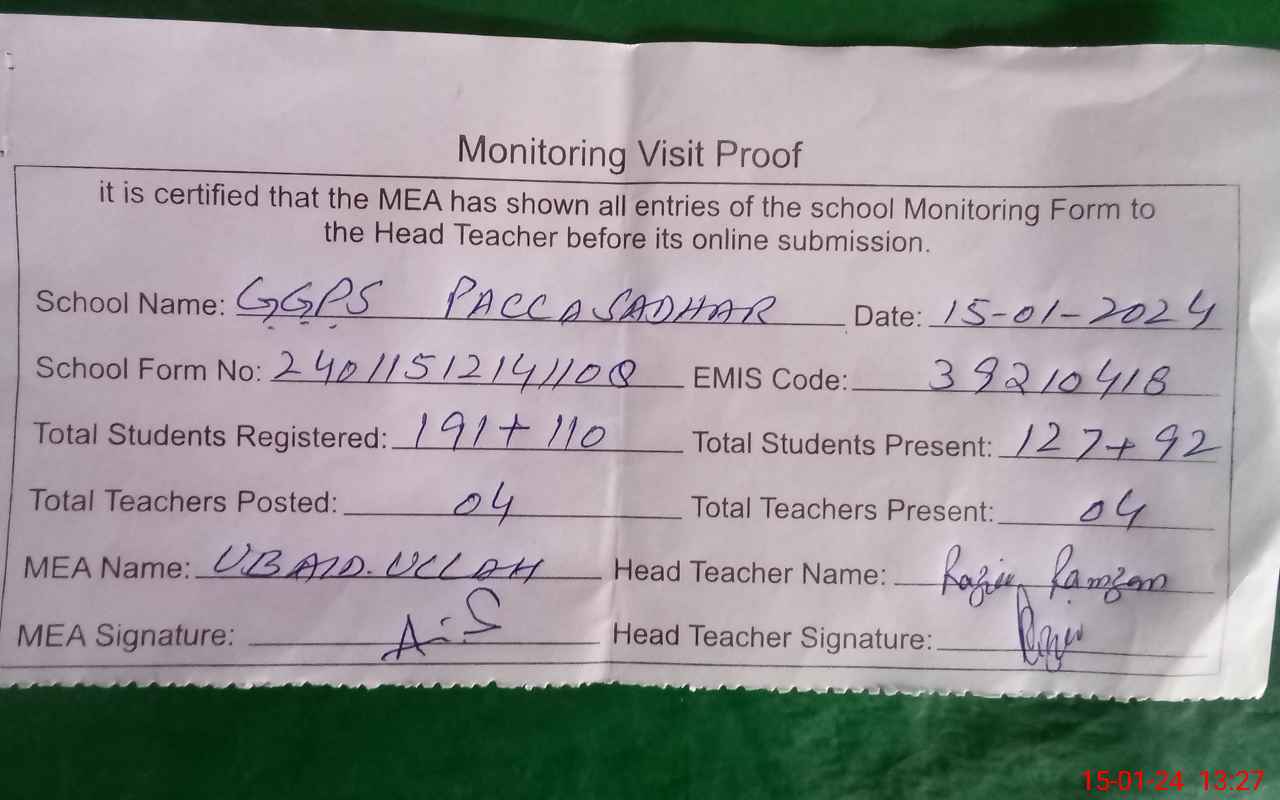 Monitoring Visit Proof
it is certified that the MEA has shown all entries of the school Monitoring Form to
the Head Teacher before its online submission.
School Name: G.G.P.S PACCA SADHAR Date: 15-01-2024
School Form No: 240115121411108 EMIS Code: 39210418
Total Students Registered: 191+110 Total Students Present: 127+92
Total Teachers Posted: 04 Total Teachers Present: 04
MEA Name: UBAID.ULLAH Head Teacher Name: Razia Ramzan
MEA Signature: Head Teacher Signature:
15-01-24 13:27